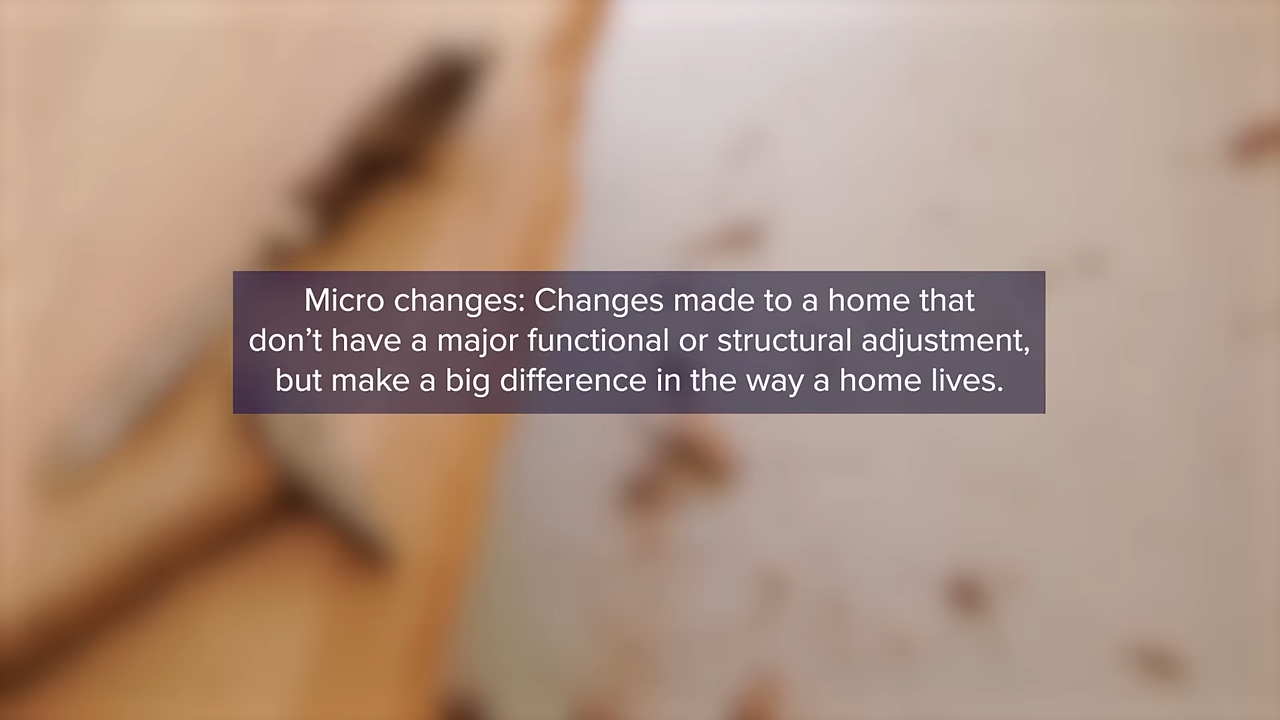 Micro changes: Changes made to a home that
don’t have a major functional or structural adjustment,
but make a big difference in the way a home lives.